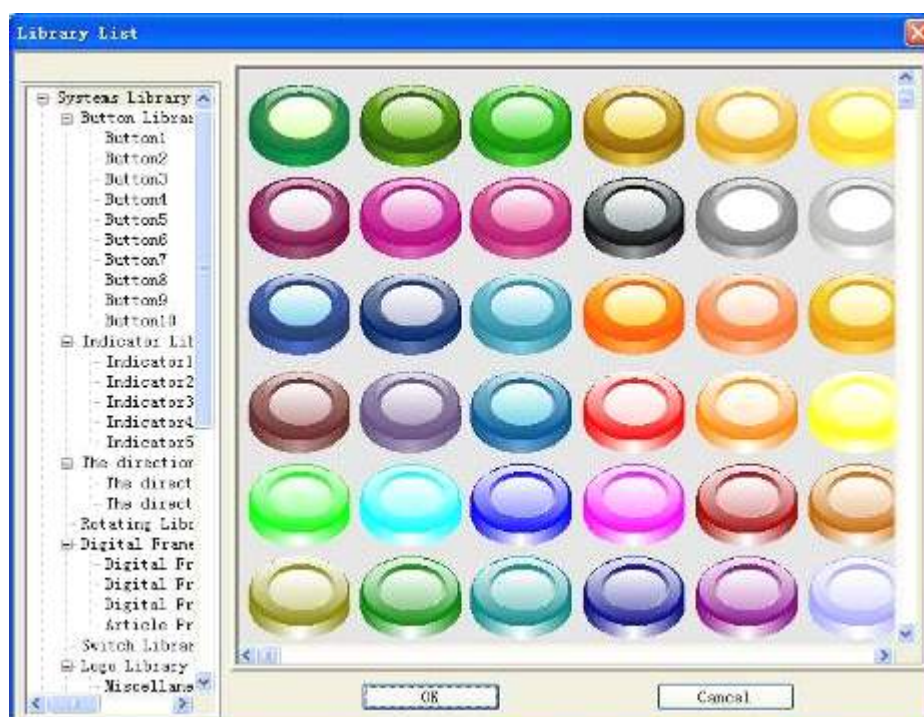 Library List
Systems Library
Button Librar
Button1
Button2
Button3
Button4
Button5
Button6
Button7
Button8
Button9
Button10
Indicator Lib
Indicator1
Indicator2
Indicator3
Indicator4
Indicator5
The direction
The direct
The direct
Rotating Libr
Digital Frame
Digital Fr
Digital Fr
Digital Fr
Article Fr
Switch Librar
Logo Library
Miscellane
OK
Cancel